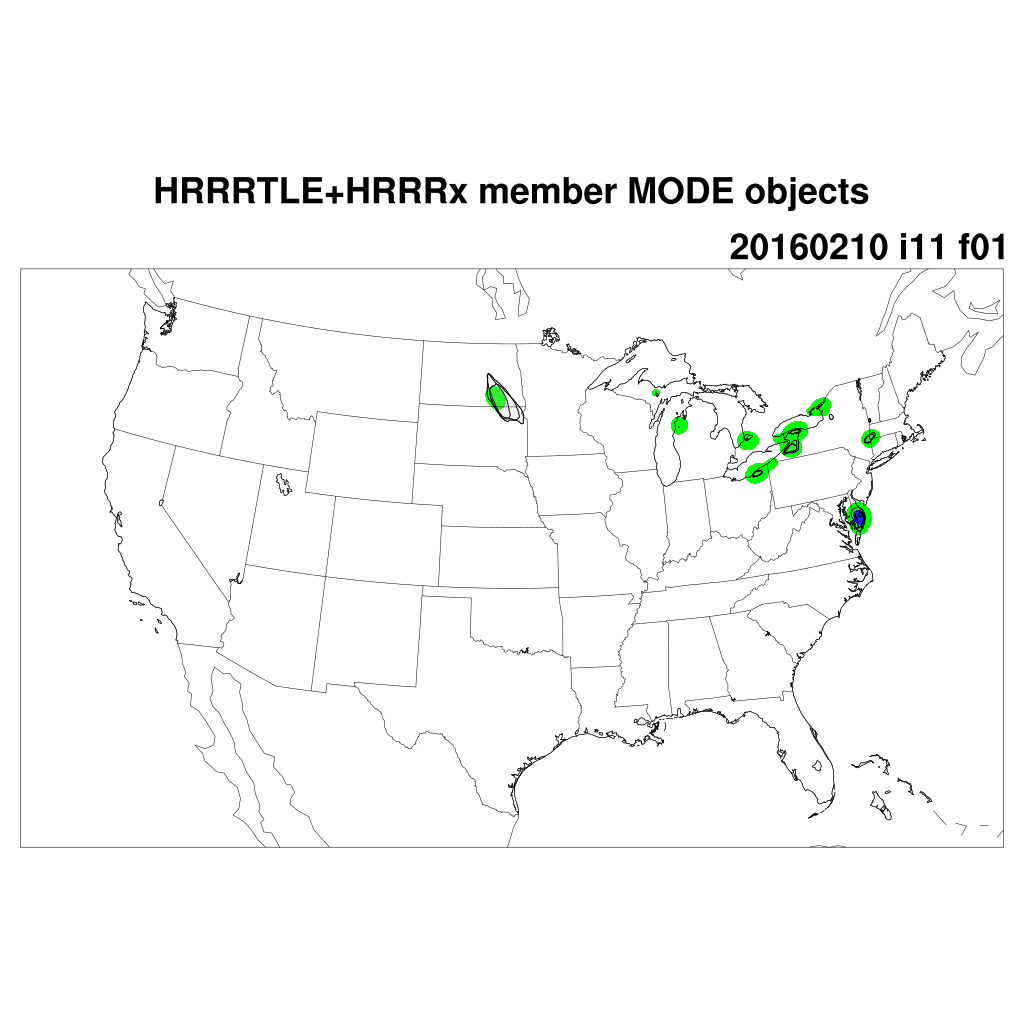 HRRRTLE+HRRRx member MODE objects
20160210 i11 f01